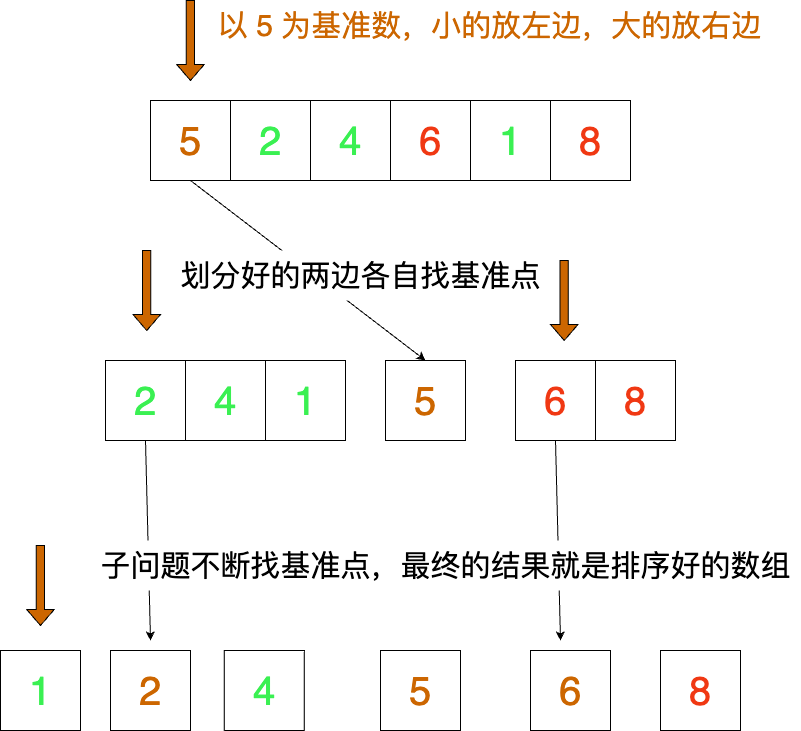 以 5 为基准数，小的放左边，大的放右边
5 2 4 6 1 8
划分好的两边各自找基准点
2 4 1 5 6 8
子问题不断找基准点，最终的结果就是排序好的数组
1 2 4 5 6 8